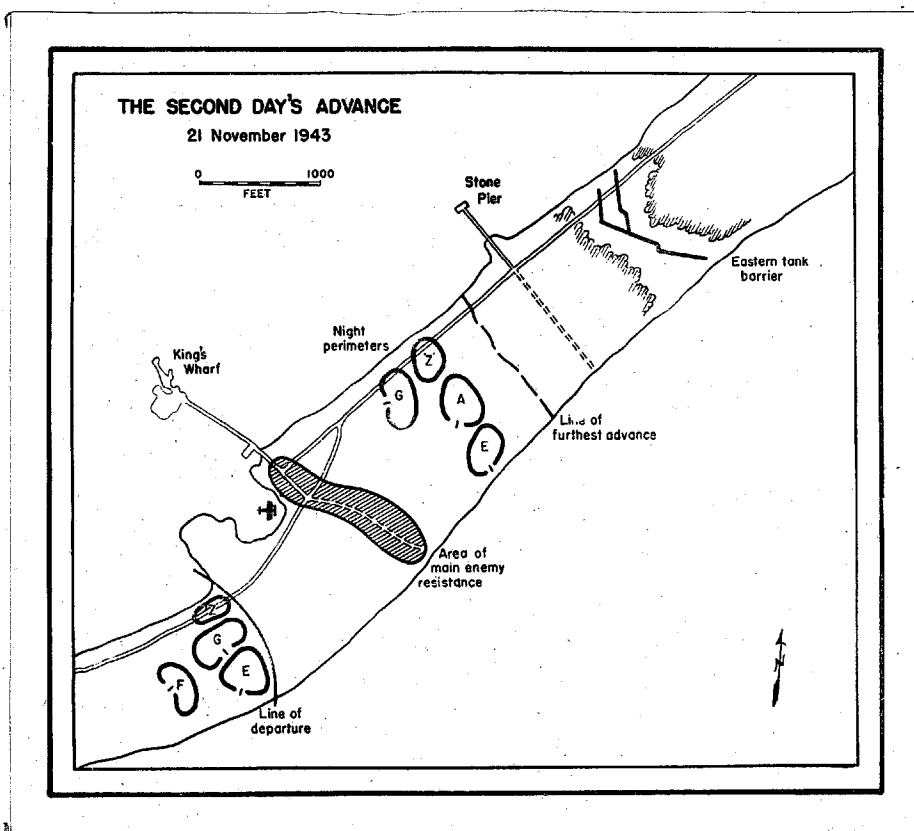 THE SECOND DAY'S ADVANCE
21 November 1943
0 1000
FEET
Stone
Pier
Eastern tank
barrier
Night
perimeters
King's
Wharf
Z
G
A
E
Line of
furthest advance
Area of
main enemy
resistance
Z
G
E
F
Line of
departure
N